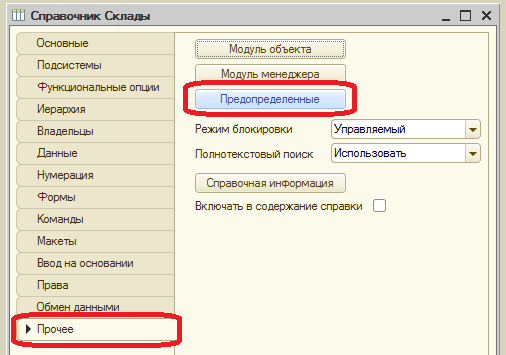 Справочник Склады
Основные
Подсистемы
Функциональные опции
Иерархия
Владельцы
Данные
Нумерация
Формы
Команды
Макеты
Ввод на основании
Права
Обмен данными
Прочее
Модуль объекта
Модуль менеджера
Предопределенные
Режим блокировки Управляемый
Полнотекстовый поиск Использовать
Справочная информация
Включать в содержание справки